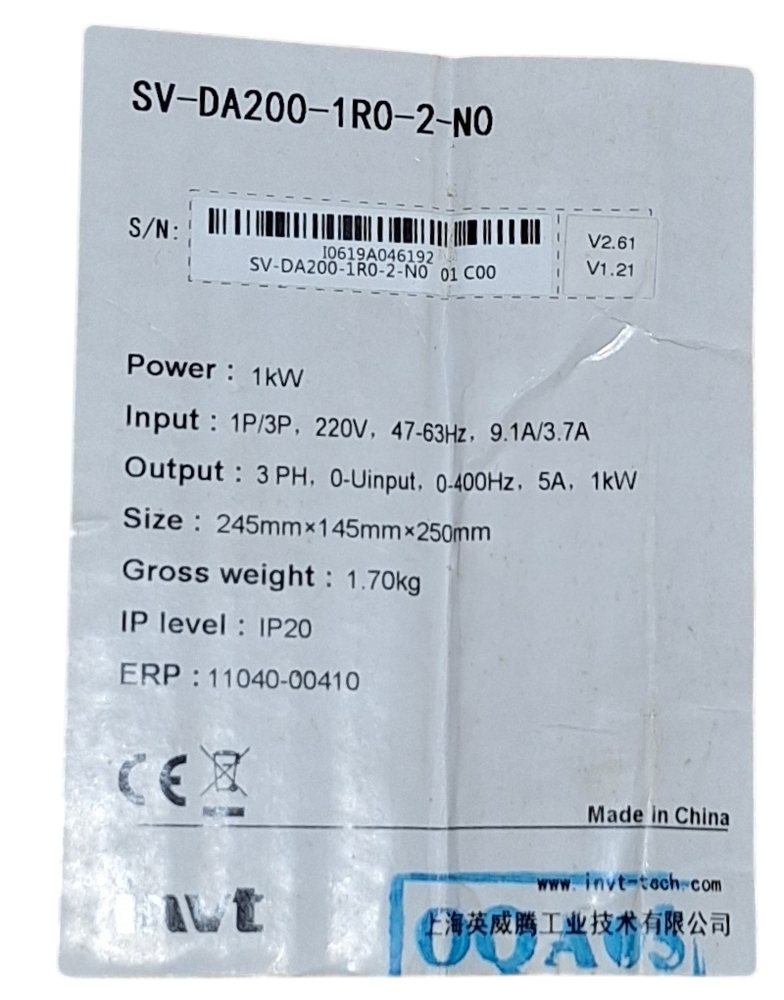 SV-DA200-1R0-2-N0
S/N:
I0619A046192
SV-DA200-1R0-2-N0 01 C00
V2.61
V1.21
Power : 1kW
Input : 1P/3P, 220V, 47-63Hz, 9.1A/3.7A
Output : 3 PH, 0-Uinput, 0-400Hz, 5A, 1kW
Size : 245mm×145mm×250mm
Gross weight : 1.70kg
IP level : IP20
ERP : 11040-00410
CE
Made in China
www.invt-tech.com
invt
上海英威腾工业技术有限公司